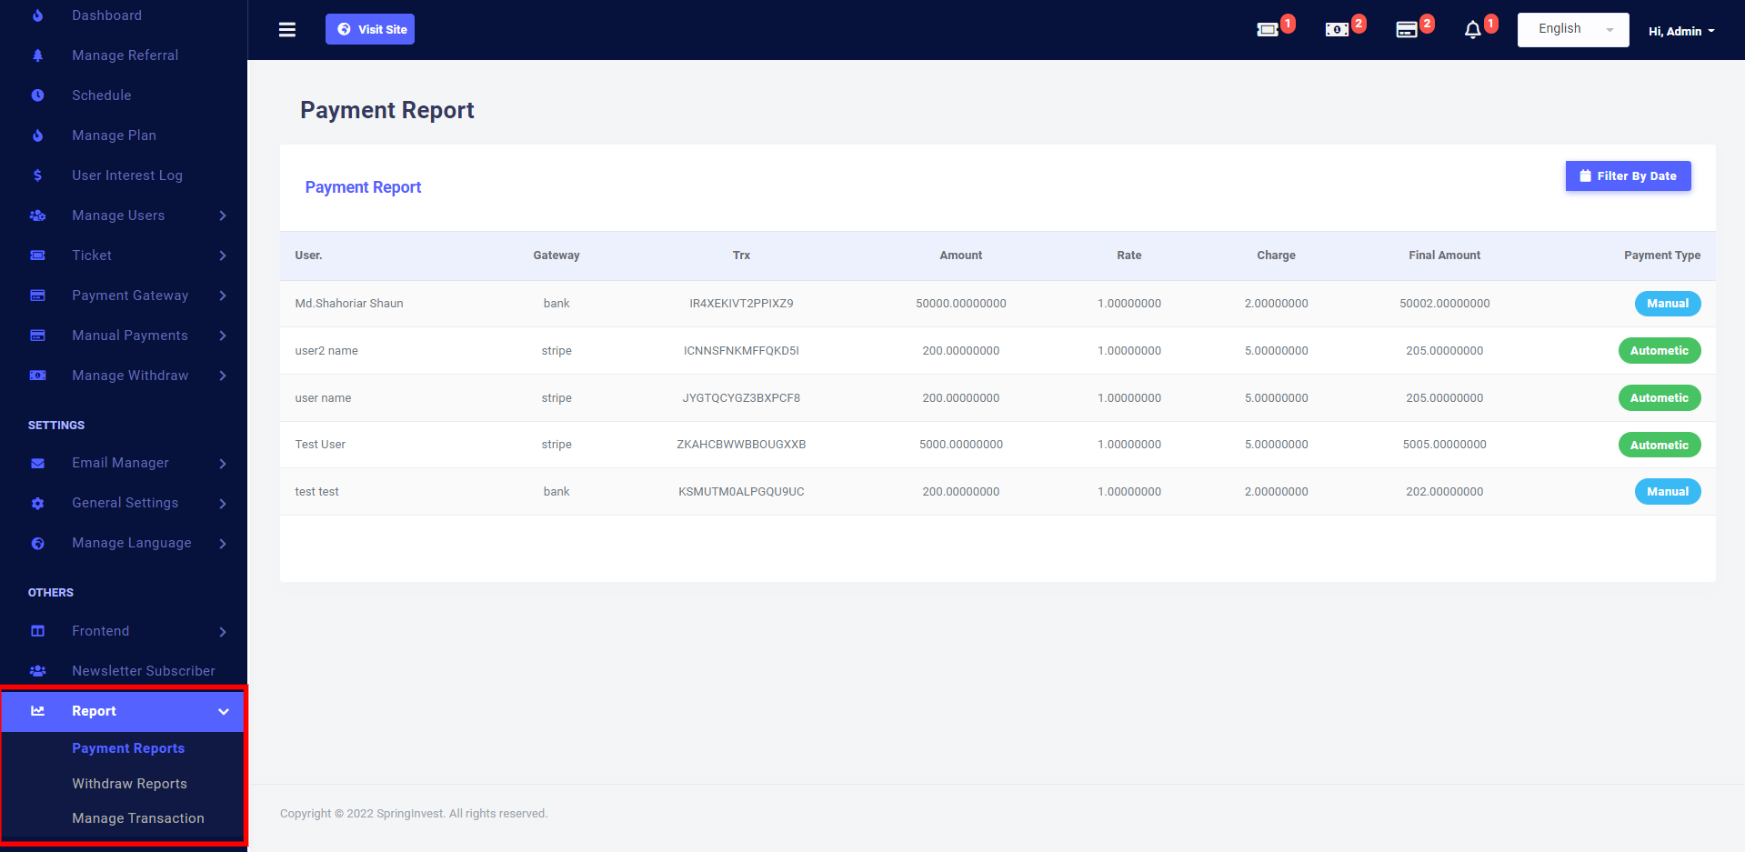 Dashboard
Manage Referral
Schedule
Manage Plan
User Interest Log
Manage Users
Ticket
Payment Gateway
Manual Payments
Manage Withdraw
SETTINGS
Email Manager
General Settings
Manage Language
OTHERS
Frontend
Newsletter Subscriber
Report
Payment Reports
Withdraw Reports
Manage Transaction
Visit Site
1
2
2
1
English
Hi, Admin
Payment Report
Payment Report
Filter By Date
User. Gateway Trx Amount Rate Charge Final Amount Payment Type
Md.Shahoriar Shaun bank IR4XEKIVT2PPIXZ9 50000.00000000 1.00000000 2.00000000 50002.00000000 Manual
user2 name stripe ICNNSFNKMFFQKD5I 200.00000000 1.00000000 5.00000000 205.00000000 Autometic
user name stripe JYGTQCYGZ3BXPCF8 200.00000000 1.00000000 5.00000000 205.00000000 Autometic
Test User stripe ZKAHCBWWBBOUGXXB 5000.00000000 1.00000000 5.00000000 5005.00000000 Autometic
test test bank KSMUTM0ALPGQU9UC 200.00000000 1.00000000 2.00000000 202.00000000 Manual
Copyright © 2022 SpringInvest. All rights reserved.